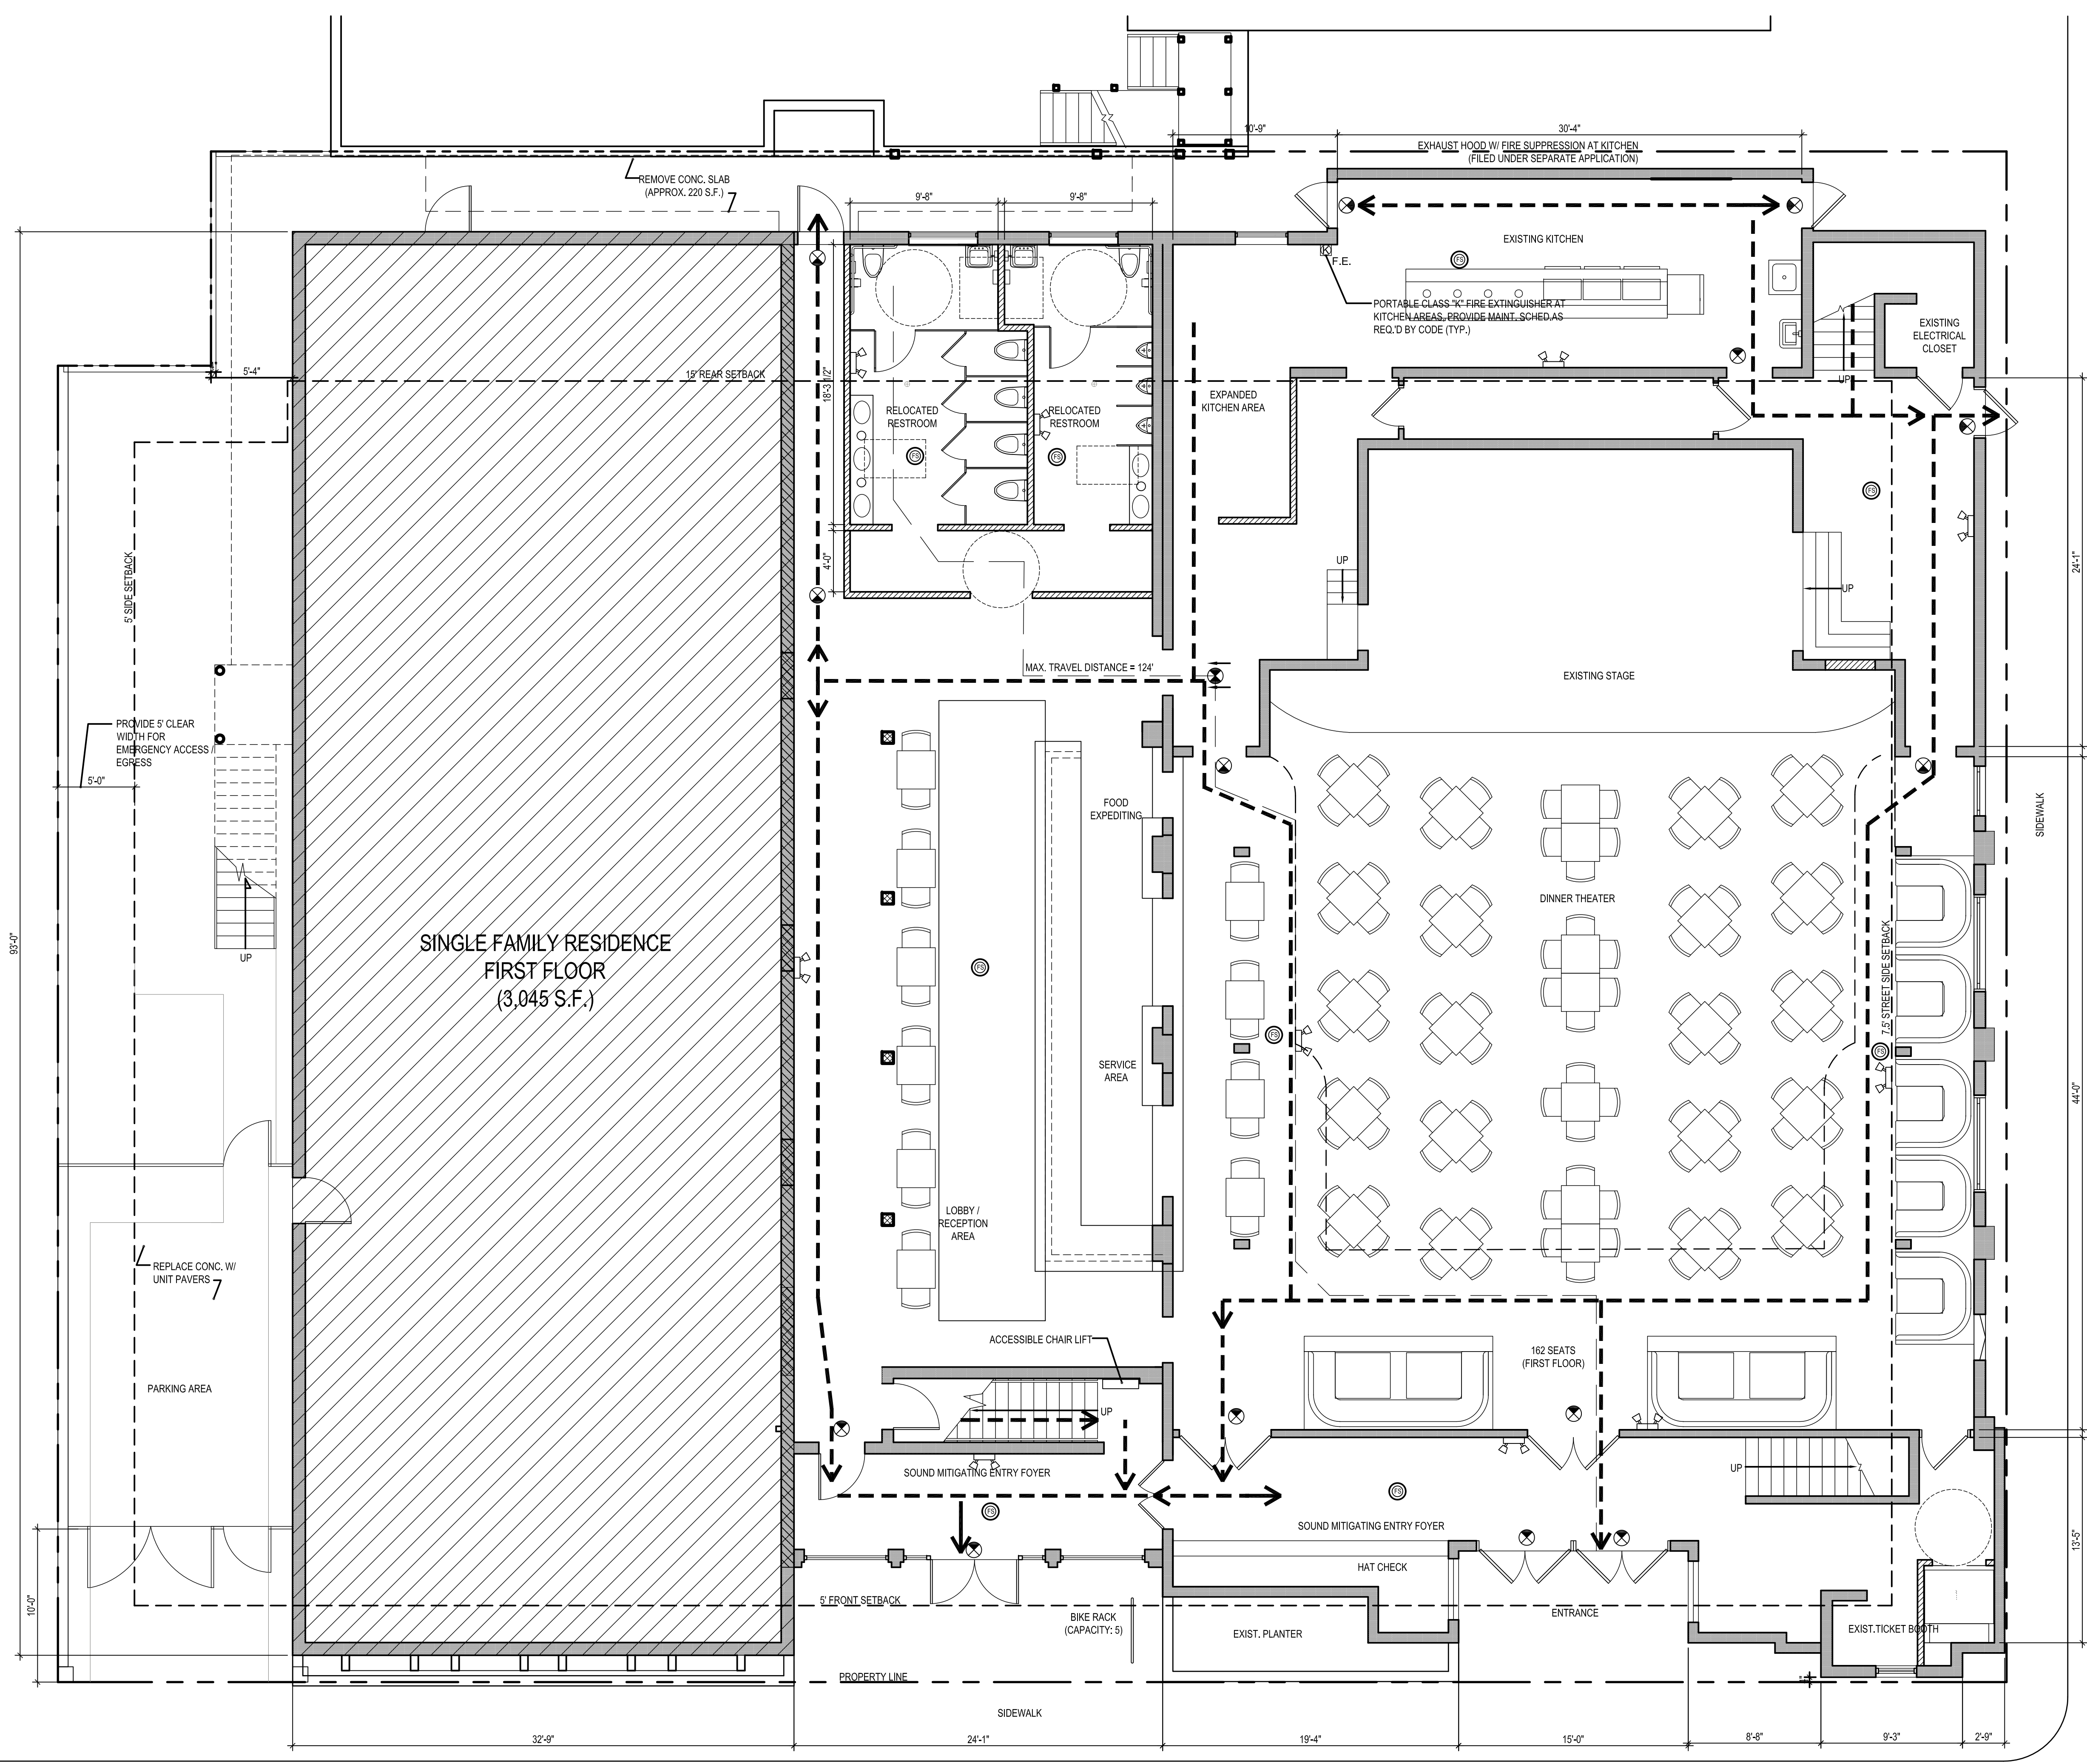 10'-9"
30'-4"
EXHAUST HOOD W/ FIRE SUPPRESSION AT KITCHEN
(FILED UNDER SEPARATE APPLICATION)
REMOVE CONC. SLAB
(APPROX. 220 S.F.)
9'-8"
9'-8"
EXISTING KITCHEN
F.E.
FS
PORTABLE CLASS "K" FIRE EXTINGUISHER AT
KITCHEN AREAS, PROVIDE MAINT. SCHED,AS
REQ.'D BY CODE (TYP.)
EXISTING
ELECTRICAL
CLOSET
UP
5'-4"
15' REAR SETBACK
18'-3 1/2"
RELOCATED
RESTROOM
RELOCATED
RESTROOM
EXPANDED
KITCHEN AREA
FS
FS
FS
5' SIDE SETBACK
4'-0"
UP
UP
24'-1"
MAX. TRAVEL DISTANCE = 124'
EXISTING STAGE
PROVIDE 5' CLEAR
WIDTH FOR
EMERGENCY ACCESS /
EGRESS
5'-0"
FOOD
EXPEDITING
SIDEWALK
DINNER THEATER
93'-0"
SINGLE FAMILY RESIDENCE
FIRST FLOOR
(3,045 S.F.)
UP
FS
7.5' STREET SIDE SETBACK
FS
FS
SERVICE
AREA
44'-0"
LOBBY /
RECEPTION
AREA
REPLACE CONC. W/
UNIT PAVERS
ACCESSIBLE CHAIR LIFT
162 SEATS
(FIRST FLOOR)
PARKING AREA
UP
SOUND MITIGATING ENTRY FOYER
UP
FS
FS
SOUND MITIGATING ENTRY FOYER
HAT CHECK
13'-5"
10'-0"
5' FRONT SETBACK
BIKE RACK
(CAPACITY: 5)
ENTRANCE
EXIST. PLANTER
EXIST.TICKET BOOTH
PROPERTY LINE
SIDEWALK
32'-9"
24'-1"
19'-4"
15'-0"
8'-8"
9'-3"
2'-9"